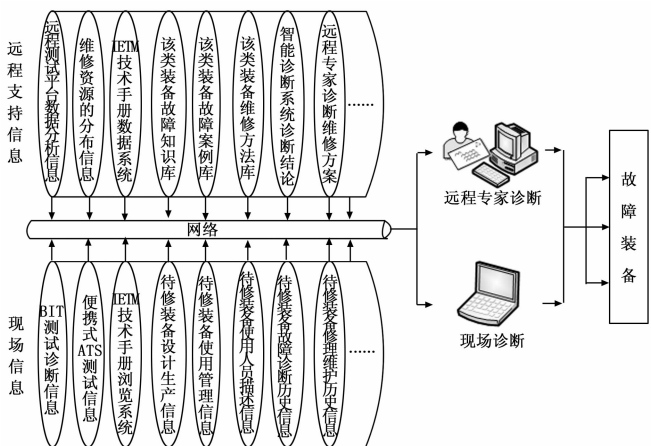 远程支持信息
远程测试平台数据分析信息
维修资源的分布信息
IETM技术手册数据系统
该类装备故障知识库
该类装备故障案例库
该类装备维修方法库
智能诊断系统诊断结论
远程专家诊断维修方案
……
网络
远程专家诊断
现场诊断
故障装备
现场信息
BIT测试诊断信息
便携式ATS测试信息
IETM技术手册浏览系统
待修装备设计生产信息
待修装备使用管理信息
待修装备使用人员描述信息
待修装备故障诊断历史信息
待修装备修理维护历史信息
……